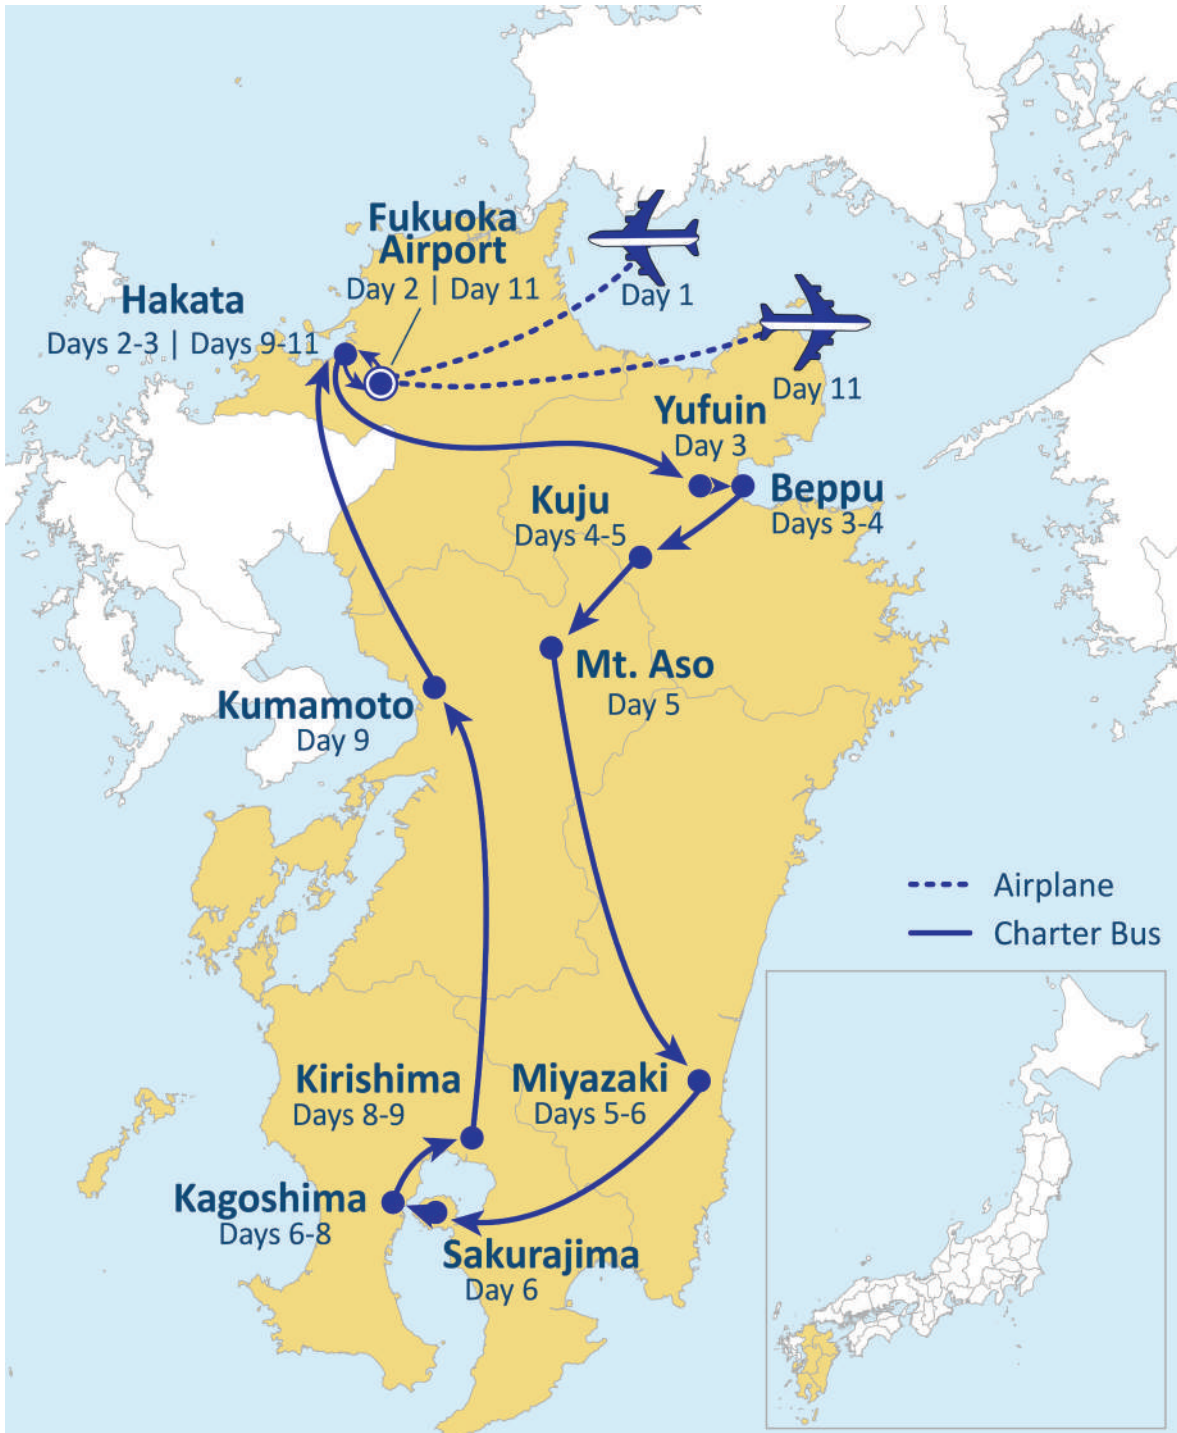 Fukuoka
Airport
Day 2 | Day 11
Day 1
Hakata
Days 2-3 | Days 9-11
Day 11
Yufuin
Day 3
Beppu
Days 3-4
Kuju
Days 4-5
Mt. Aso
Day 5
Kumamoto
Day 9
Airplane
Charter Bus
Kirishima
Days 8-9
Miyazaki
Days 5-6
Kagoshima
Days 6-8
Sakurajima
Day 6